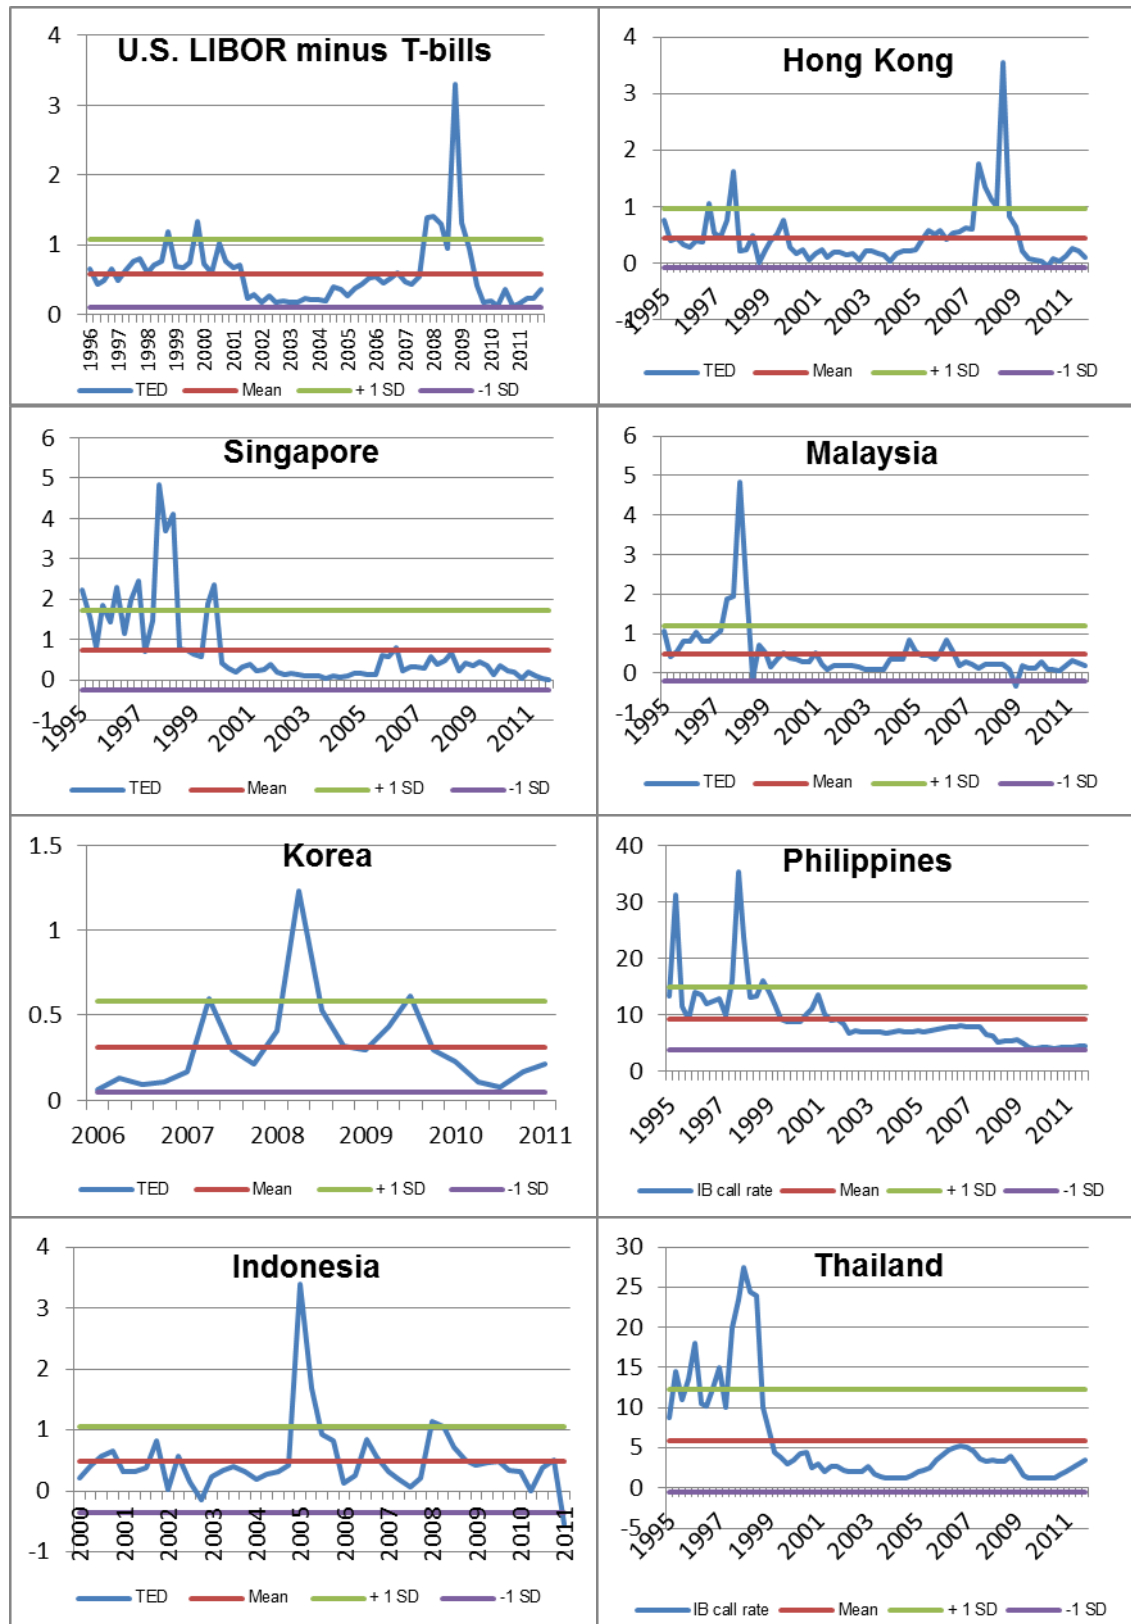 U.S. LIBOR minus T-bills
4
3
2
1
0
1996 1997 1998 1999 2000 2001 2002 2003 2004 2005 2006 2007 2008 2009 2010 2011
TED Mean + 1 SD -1 SD
Hong Kong
4
3
2
1
0
-1
1995 1997 1999 2001 2003 2005 2007 2009 2011
TED Mean + 1 SD -1 SD
Singapore
6
5
4
3
2
1
0
-1
1995 1997 1999 2001 2003 2005 2007 2009 2011
TED Mean + 1 SD -1 SD
Malaysia
6
5
4
3
2
1
0
-1
1995 1997 1999 2001 2003 2005 2007 2009 2011
TED Mean + 1 SD -1 SD
Korea
1.5
1
0.5
0
2006 2007 2008 2009 2010 2011
TED Mean + 1 SD -1 SD
Philippines
40
30
20
10
0
1995 1997 1999 2001 2003 2005 2007 2009 2011
IB call rate Mean + 1 SD -1 SD
Indonesia
4
3
2
1
0
-1
2000 2001 2002 2003 2004 2005 2006 2007 2008 2009 2010 2011
TED Mean + 1 SD -1 SD
Thailand
30
25
20
15
10
5
0
-5
1995 1997 1999 2001 2003 2005 2007 2009 2011
IB call rate Mean + 1 SD -1 SD